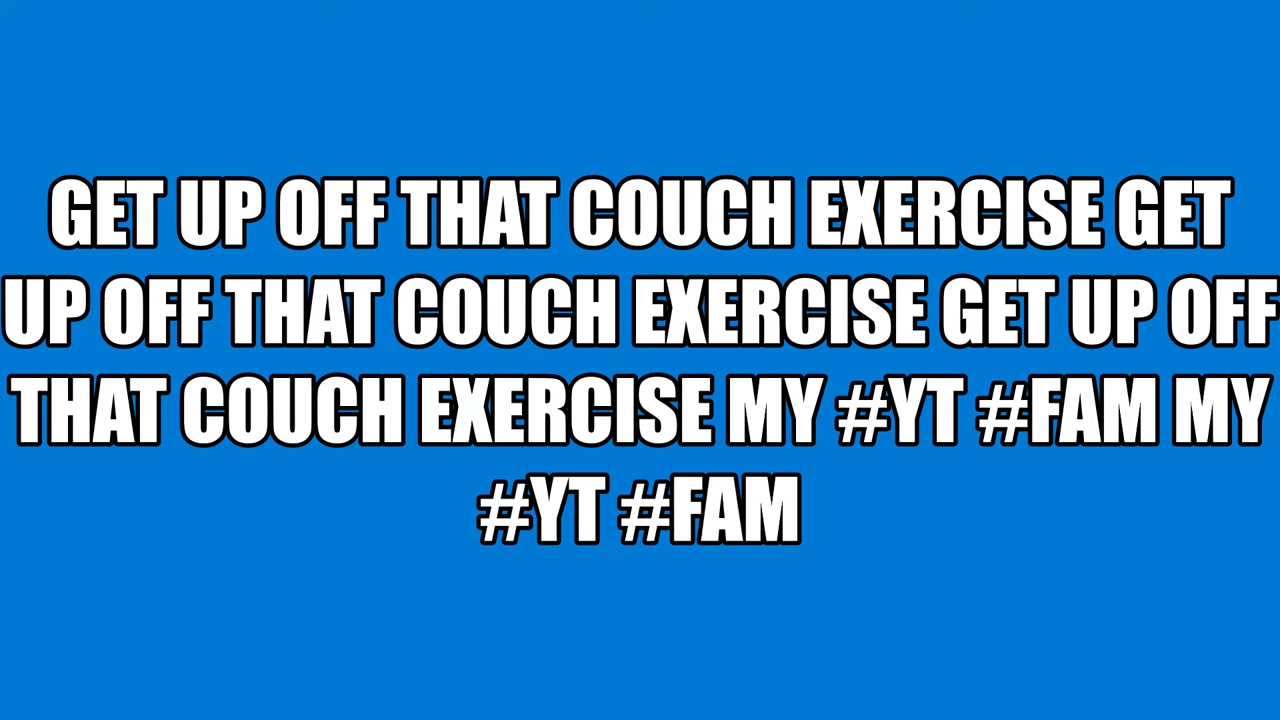 GET UP OFF THAT COUCH EXERCISE GET
UP OFF THAT COUCH EXERCISE GET UP OFF
THAT COUCH EXERCISE MY #YT #FAM MY
#YT #FAM